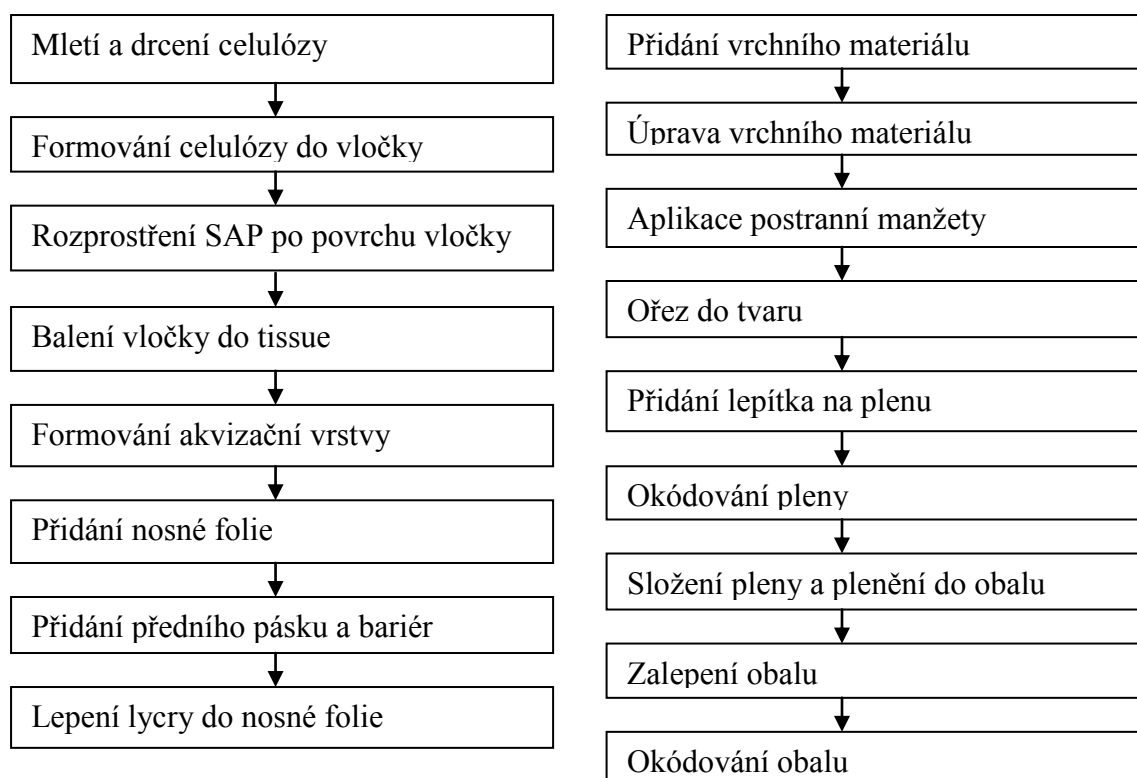 Mletí a drcení celulózy
Formování celulózy do vločky
Rozprostření SAP po povrchu vločky
Balení vločky do tissue
Formování akvizační vrstvy
Přidání nosné folie
Přidání předního pásku a bariér
Lepení lycry do nosné folie
Přidání vrchního materiálu
Úprava vrchního materiálu
Aplikace postranní manžety
Ořez do tvaru
Přidání lepítka na plenu
Okódování pleny
Složení pleny a plenění do obalu
Zalepení obalu
Okódování obalu